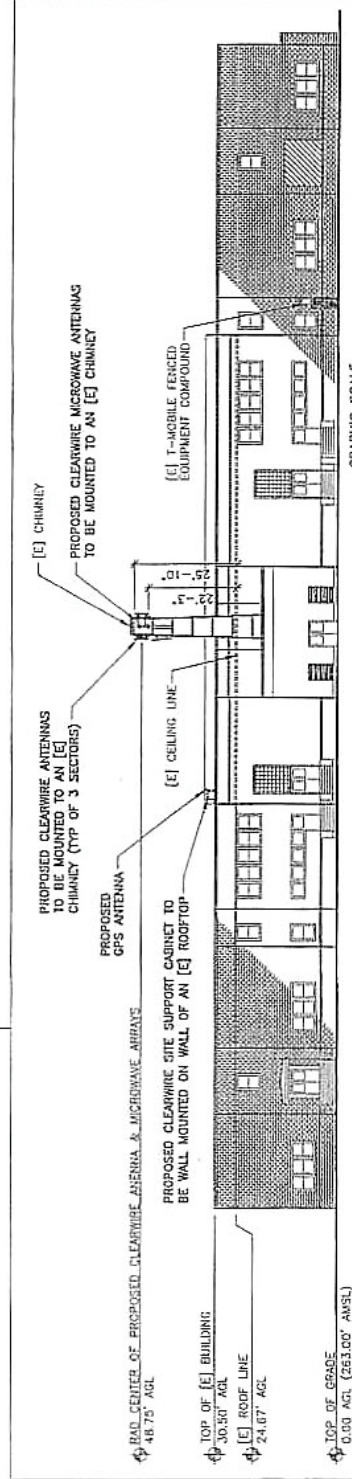 [E] CHIMNEY
PROPOSED CLEARWIRE MICROWAVE ANTENNAS
TO BE MOUNTED TO AN [E] CHIMNEY
PROPOSED CLEARWIRE ANTENNAS
TO BE MOUNTED TO AN [E]
CHIMNEY (TYP OF 3 SECTORS)
PROPOSED
GPS ANTENNA
PROPOSED CLEARWIRE SITE SUPPORT CABINET TO
BE WALL MOUNTED ON WALL OF AN [E] ROOFTOP
[E] CEILING LINE
25'-10"
22'-3"
[E] T-MOBILE FENCED
EQUIPMENT COMPOUND
RAD CENTER OF PROPOSED CLEARWIRE ANENNA & MICROWAVE ARRAYS
48.75' AGL
TOP OF [E] BUILDING
30.50' AGL
[E] ROOF LINE
24.67' AGL
TOP OF GRADE
0.00 AGL (263.00' AMSL)